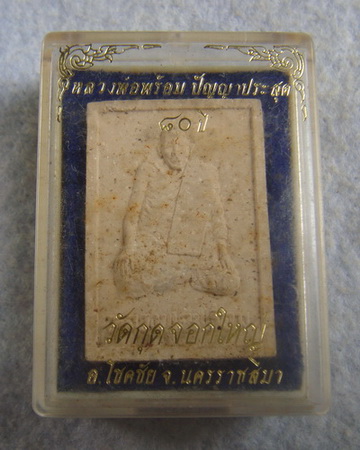 หลวงพ่อพร้อม ปัญญาประสุต
๘๐ ปี
วัดกุดจอกใหญ่
อ.โชคชัย จ.นครราชสีมา